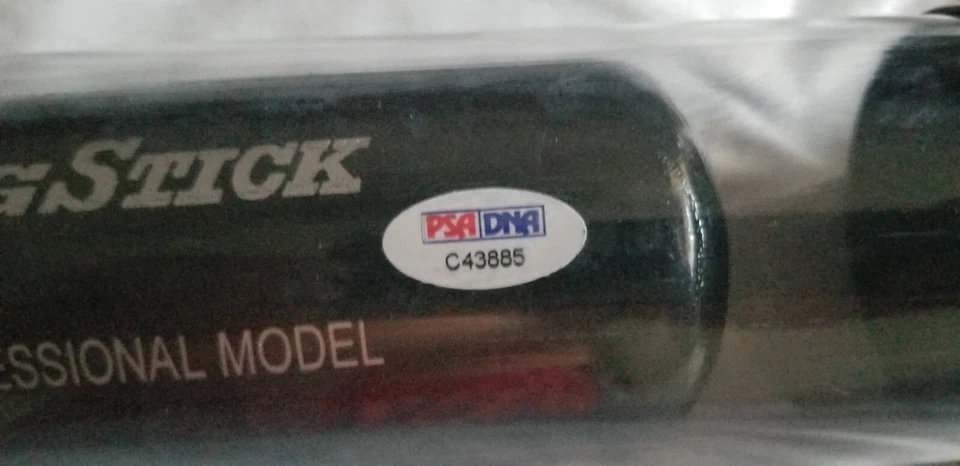 GSTICK
PSA DNA
C43885
ESSIONAL MODEL